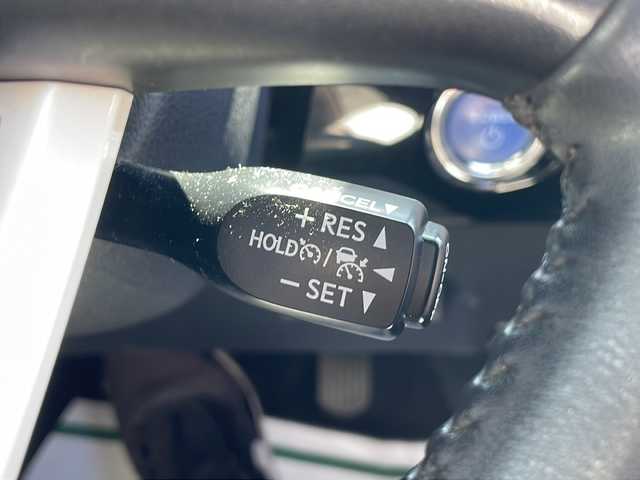 CANCEL▼
+ RES ▲
HOLD / ◀
− SET ▼